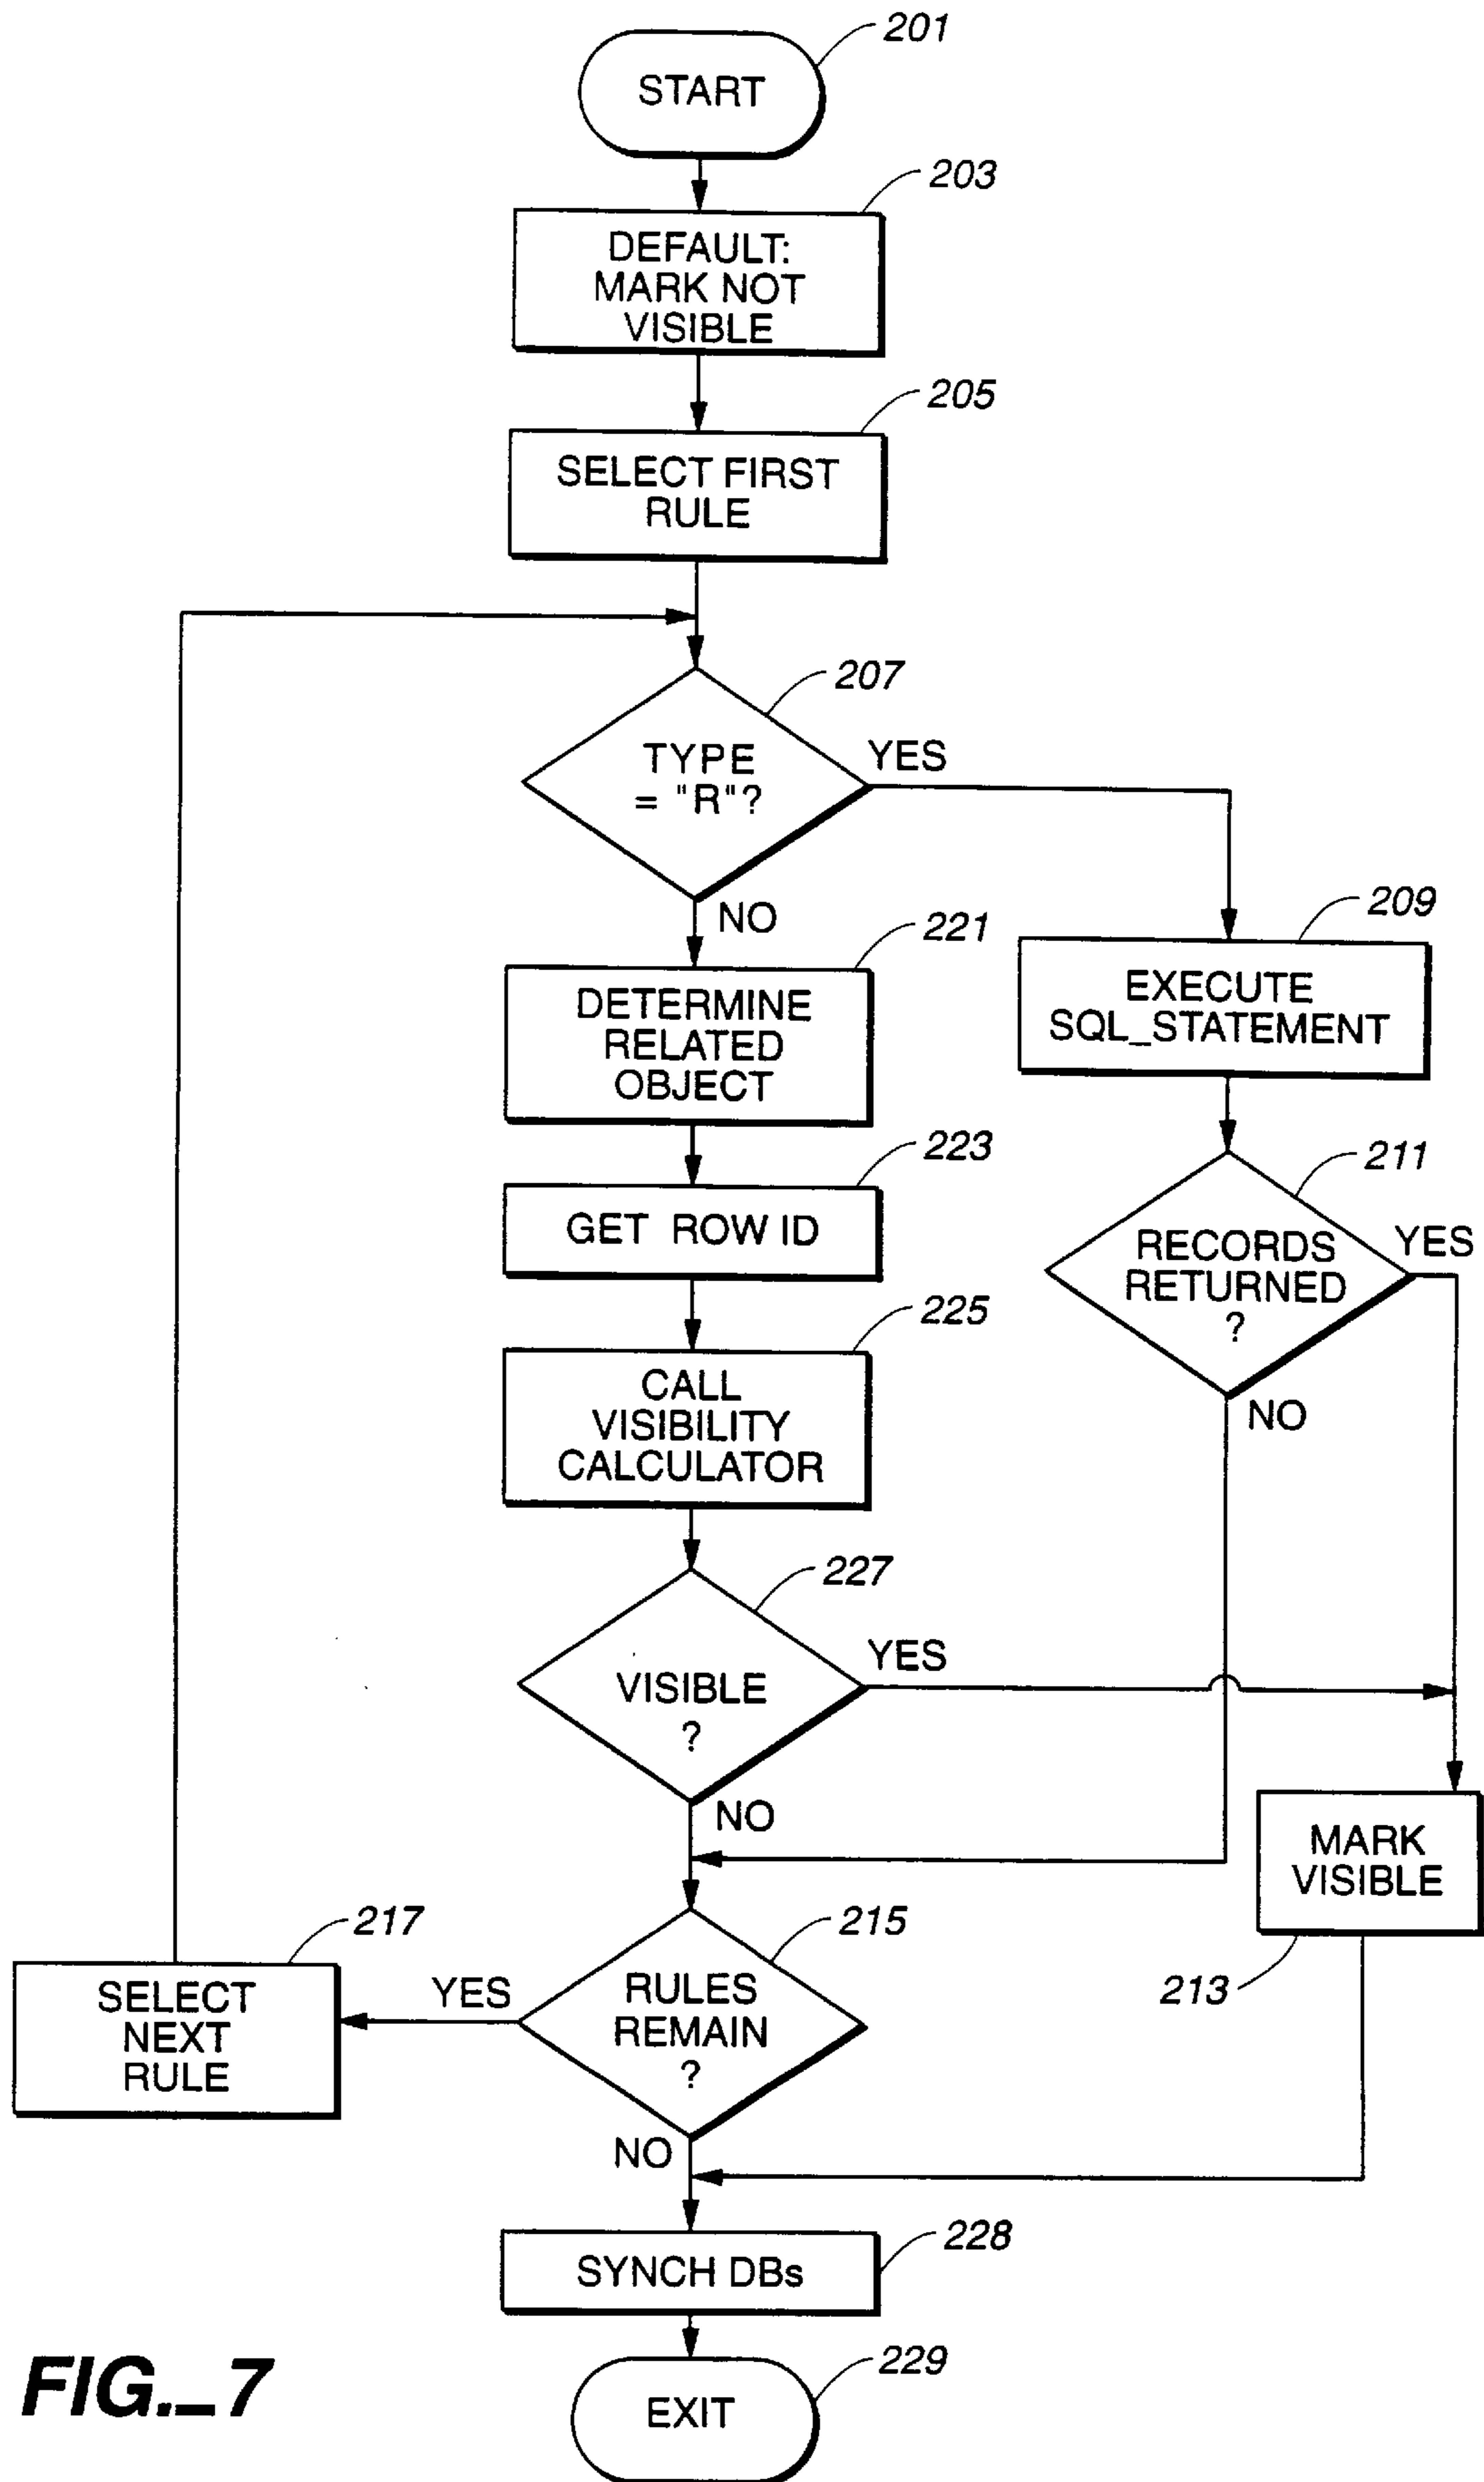 201
START
203
DEFAULT:
MARK NOT
VISIBLE
205
SELECT FIRST
RULE
207
TYPE
= "R"?
YES
NO
221
DETERMINE
RELATED
OBJECT
209
EXECUTE
SQL_STATEMENT
223
GET ROW ID
211
RECORDS
RETURNED
?
YES
NO
225
CALL
VISIBILITY
CALCULATOR
227
VISIBLE
?
YES
NO
MARK
VISIBLE
213
215
RULES
REMAIN
?
YES
NO
217
SELECT
NEXT
RULE
228
SYNCH DBs
229
EXIT
FIG._7